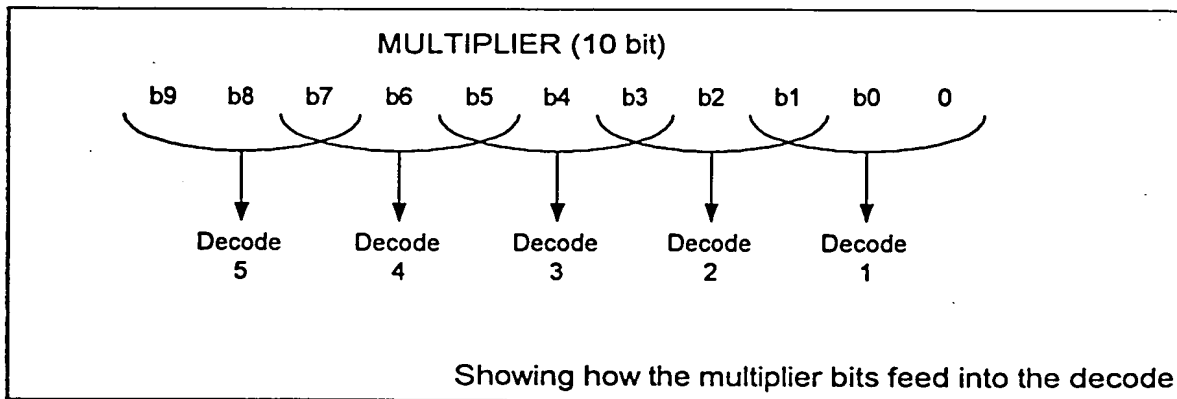 MULTIPLIER (10 bit)
b9 b8 b7 b6 b5 b4 b3 b2 b1 b0 0
Decode Decode Decode Decode Decode
5 4 3 2 1
Showing how the multiplier bits feed into the decode